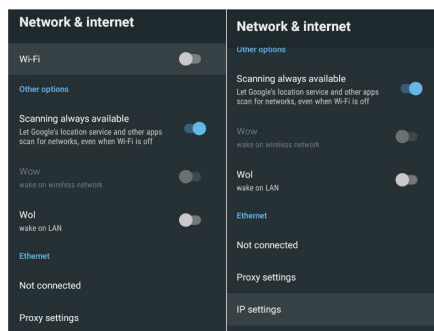 Network & internet
Wi-Fi
Other options
Scanning always available
Let Google's location service and other apps
scan for networks, even when Wi-Fi is off
Wow
wake on wireless network
Wol
wake on LAN
Ethernet
Not connected
Proxy settings
Network & internet
Other options
Scanning always available
Let Google's location service and other apps
scan for networks, even when Wi-Fi is off
Wow
wake on wireless network
Wol
wake on LAN
Ethernet
Not connected
Proxy settings
IP settings